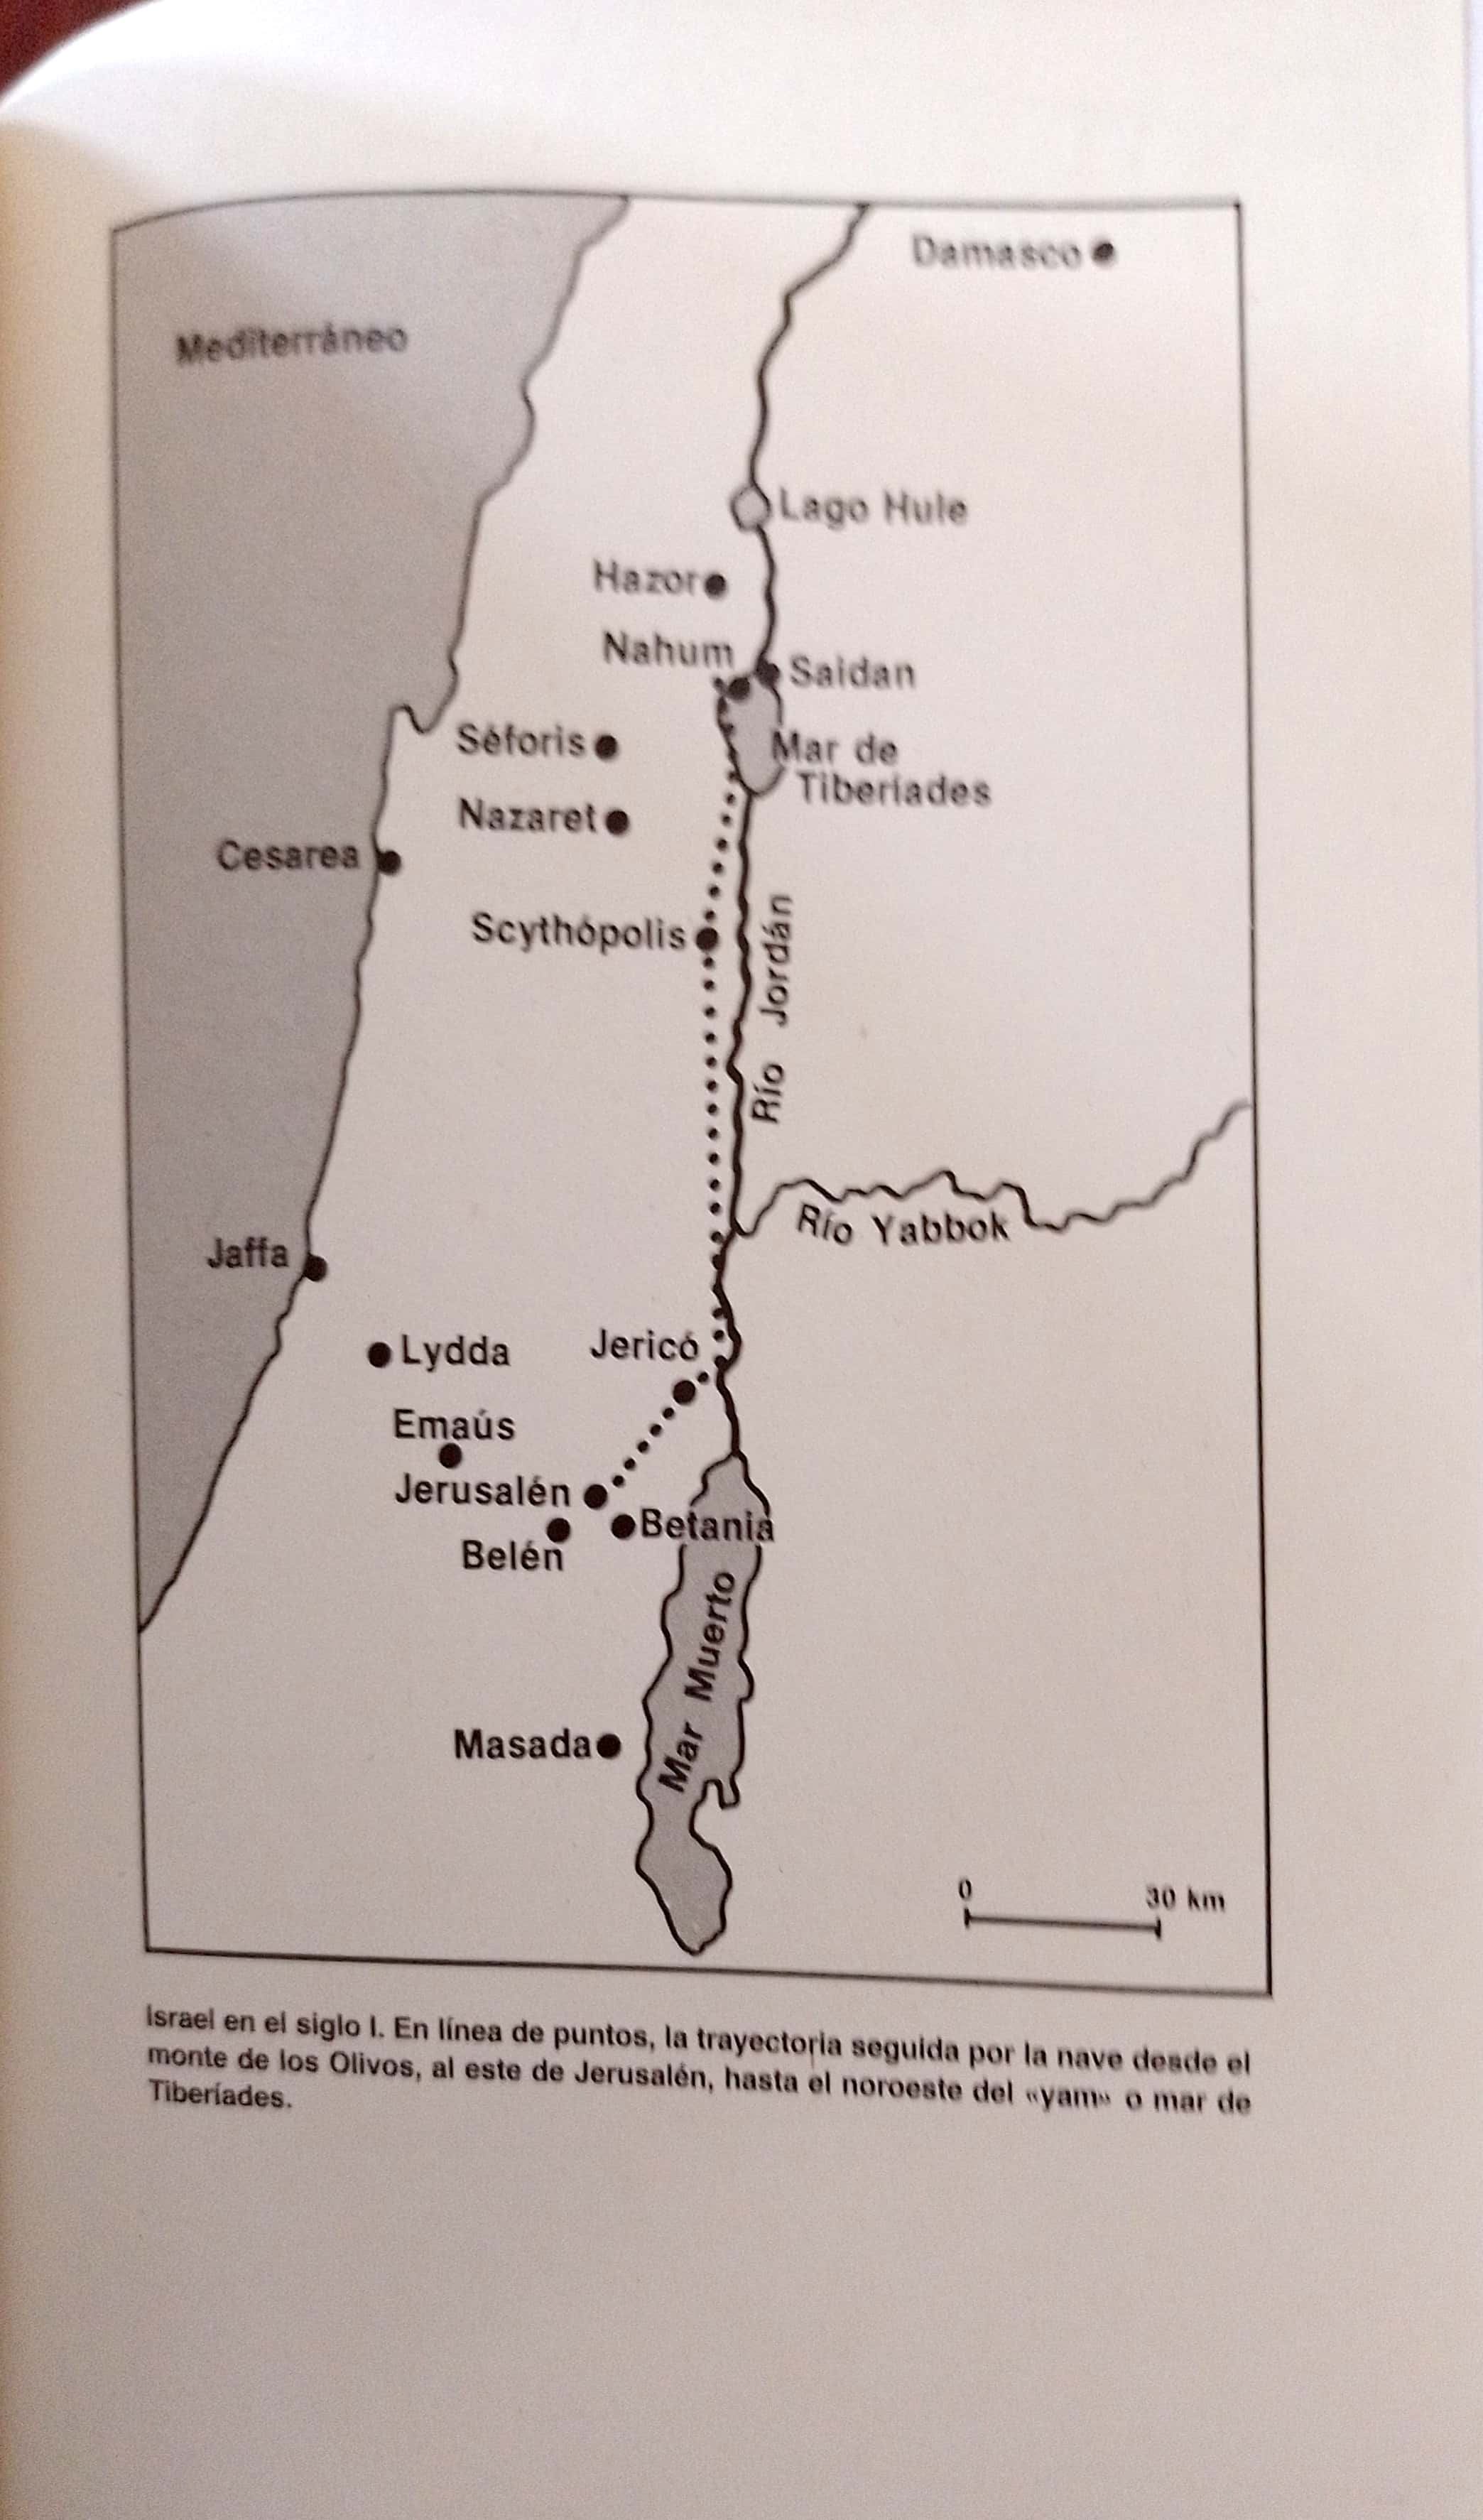 Damasco
Mediterráneo
Lago Hule
Hazor
Nahum
Saidan
Séforis
Mar de
Tiberíades
Nazaret
Cesarea
Scythópolis
Río Jordán
Río Yabbok
Jaffa
Lydda
Jericó
Emaús
Jerusalén
Betania
Belén
Mar Muerto
Masada
0 30 km
Israel en el siglo I. En línea de puntos, la trayectoria seguida por la nave desde el
monte de los Olivos, al este de Jerusalén, hasta el noroeste del «yam» o mar de
Tiberíades.